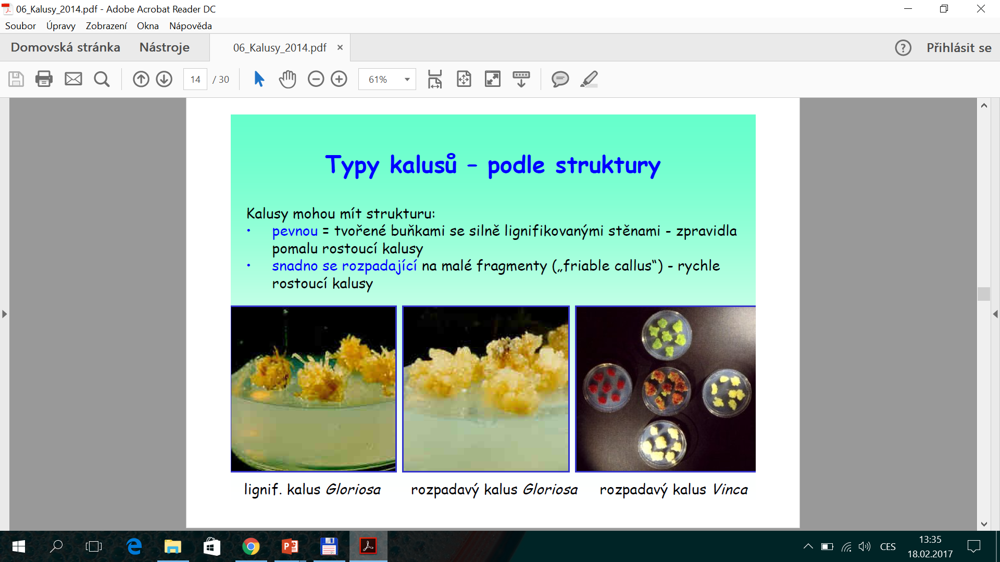 06_Kalusy_2014.pdf - Adobe Acrobat Reader DC
Soubor Úpravy Zobrazení Okna Nápověda
Domovská stránka Nástroje 06_Kalusy_2014.pdf × ? Přihlásit se
14 / 30 61%
Typy kalusů – podle struktury
Kalusy mohou mít strukturu:
• pevnou = tvořené buňkami se silně lignifikovanými stěnami - zpravidla
pomalu rostoucí kalusy
• snadno se rozpadající na malé fragmenty („friable callus“) - rychle
rostoucí kalusy
lignif. kalus Gloriosa rozpadavý kalus Gloriosa rozpadavý kalus Vinca
CES 13:35
18.02.2017